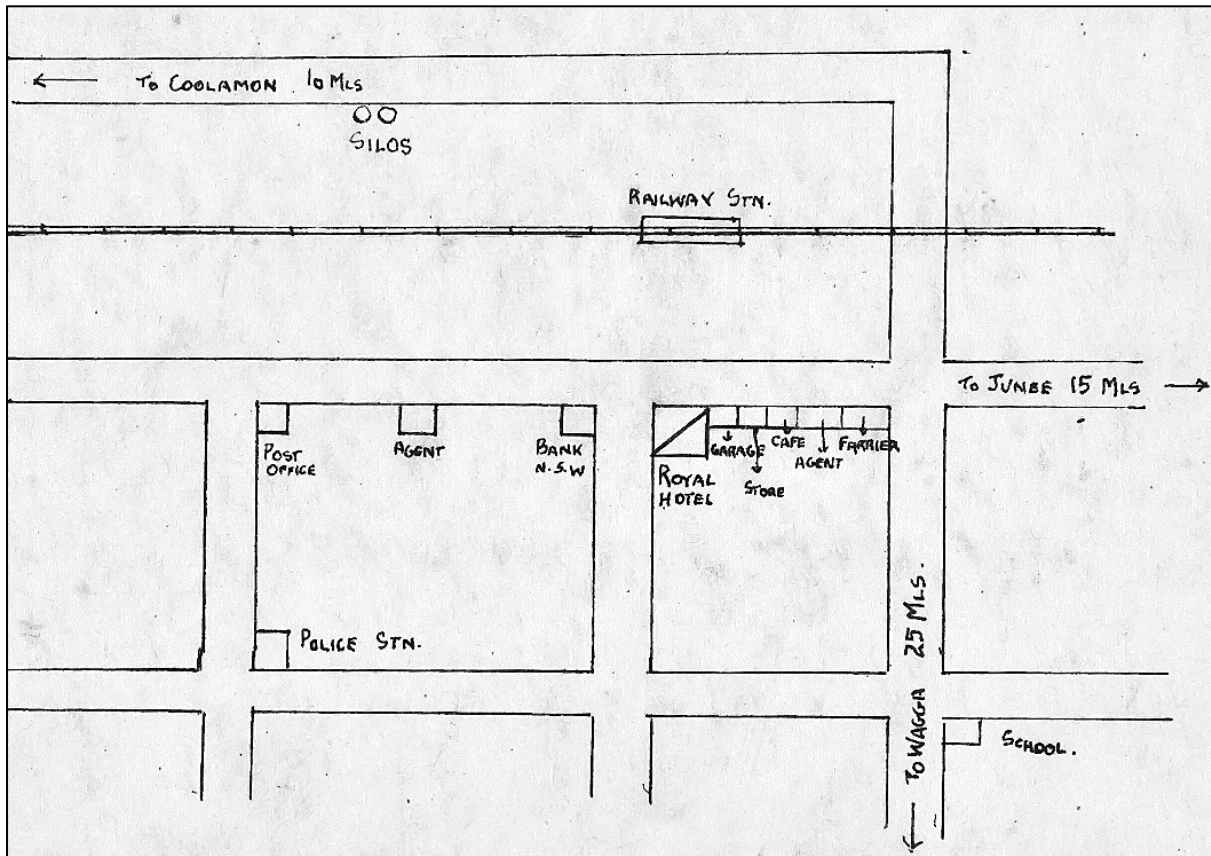 To COOLAMON 10 MLS
SILOS
RAILWAY STN.
To JUNEE 15 MLS
POST
OFFICE
AGENT
BANK
N.S.W
ROYAL
HOTEL
GARAGE
STORE
CAFE
AGENT
FARRIER
POLICE STN.
To WAGGA 25 MLS.
SCHOOL.